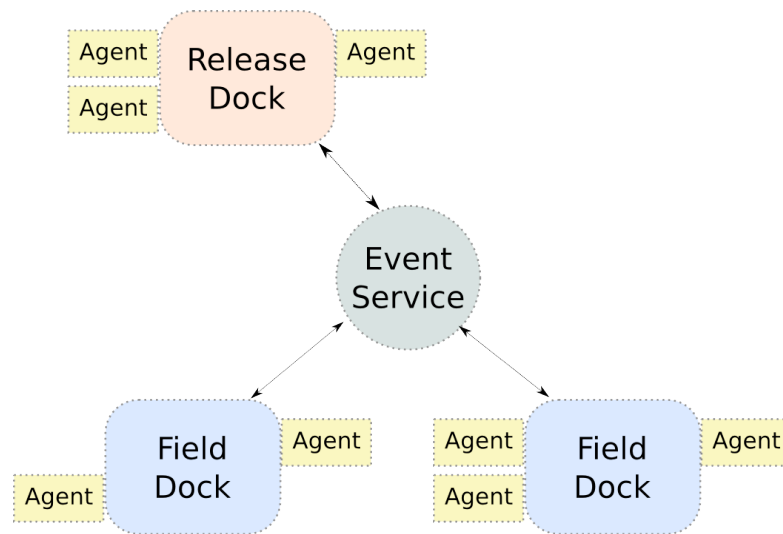 Agent
Release
Dock
Agent
Agent
Event
Service
Field
Dock
Agent
Agent
Agent
Field
Dock
Agent
Agent